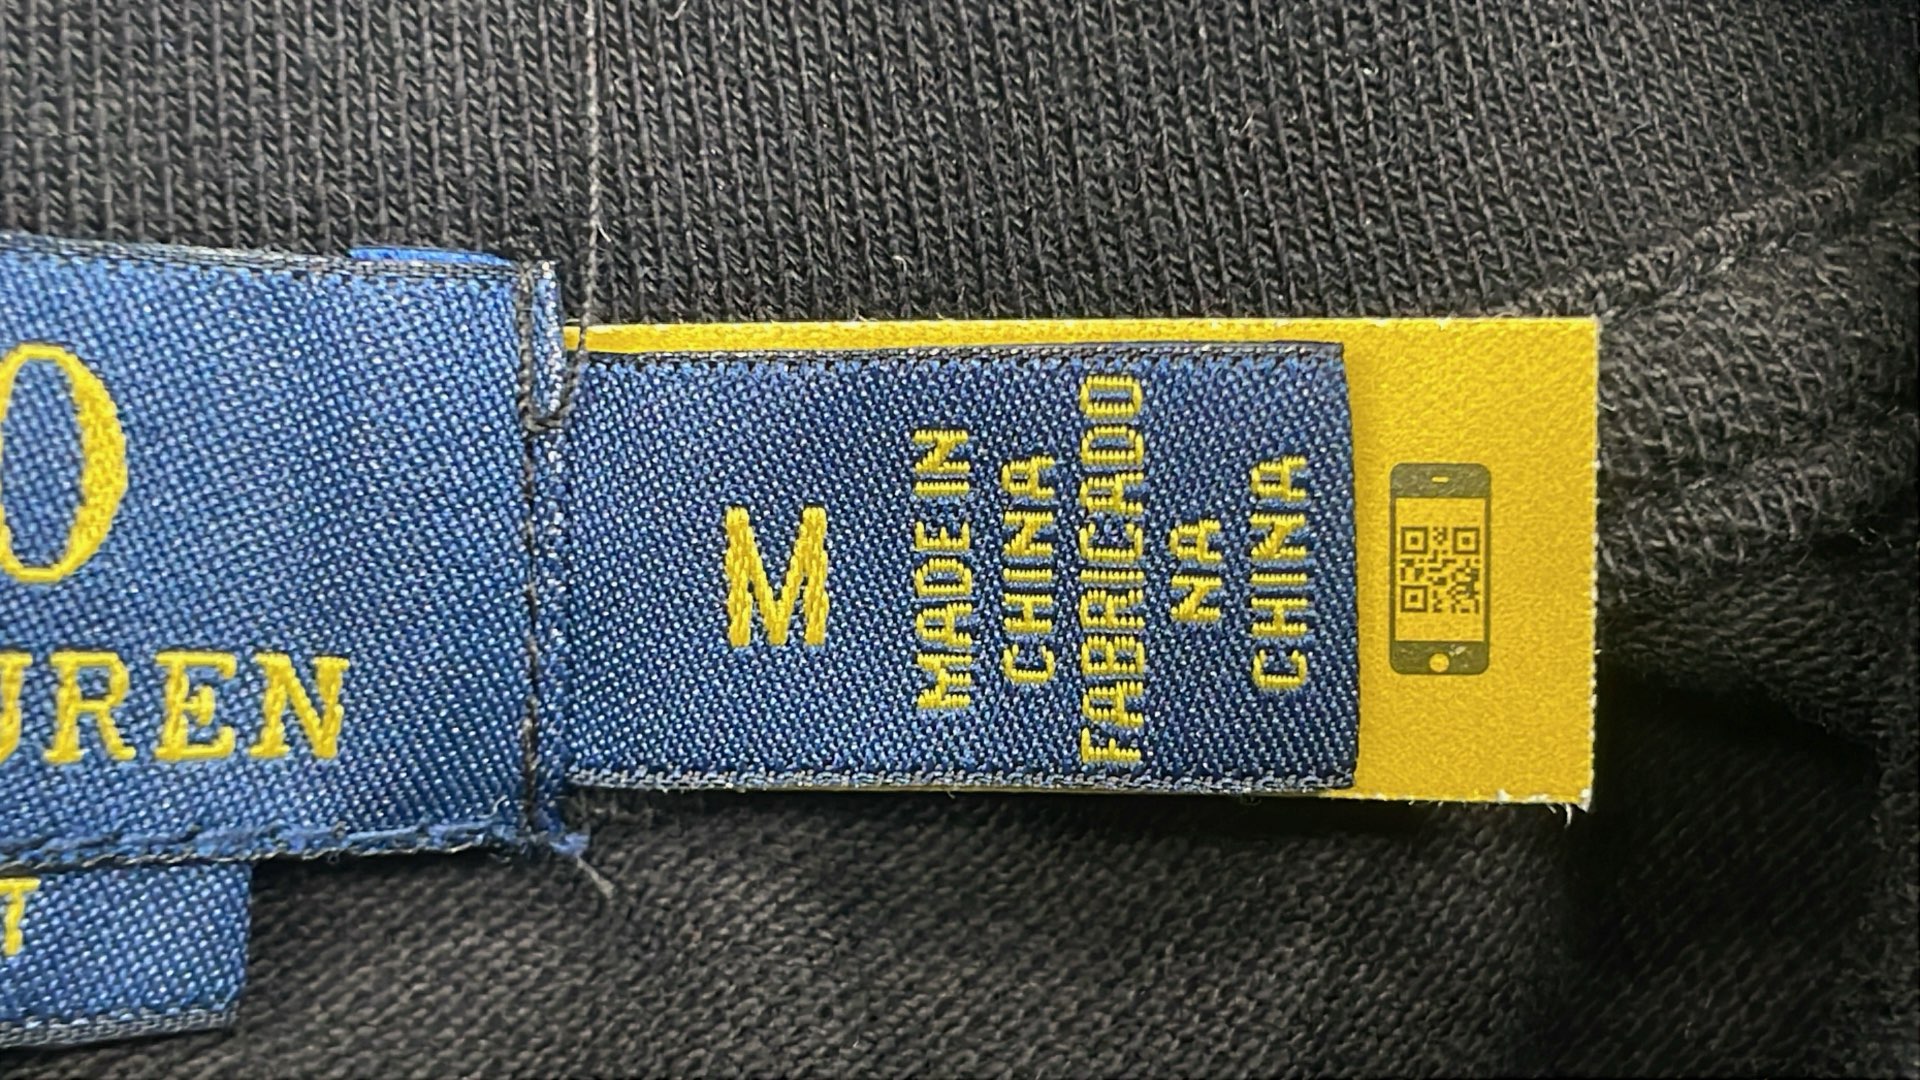 O
UREN
T
M
MADE IN
CHINA
FABRICADO
NA
CHINA